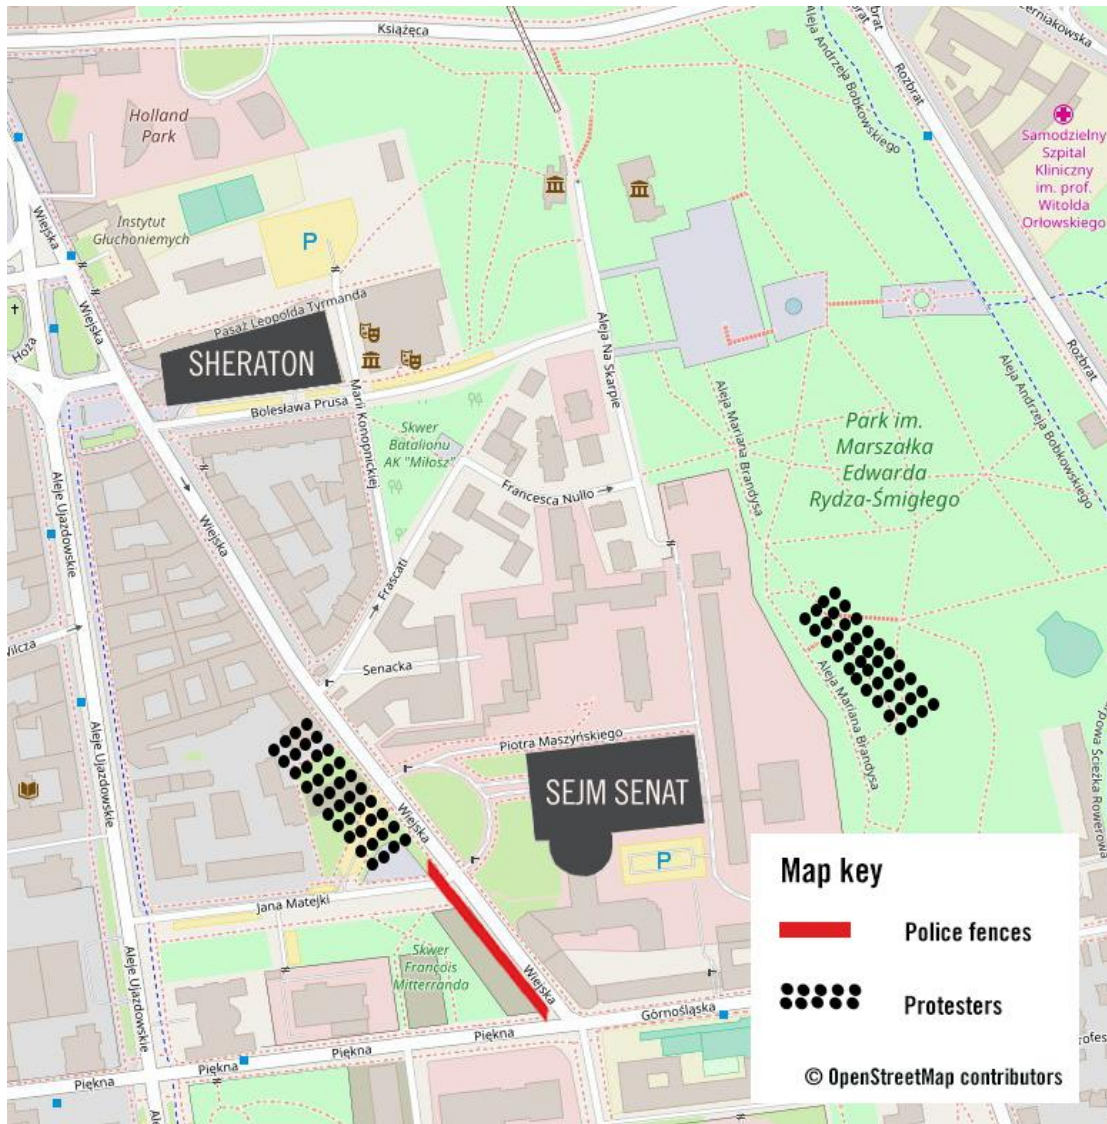 Książęca
Aleja Andrzeja Bobkowskiego
Rozbrat
Holland
Park
Samodzielny
Szpital
Kliniczny
im. prof.
Witolda
Orłowskiego
Wiejska
Instytut
Głuchoniemych
P
Hoża
Wiejska
Pasaż Leopolda Tyrmanda
SHERATON
Aleja Na Skarpie
Rozbrat
Bolesława Prusa
Marii Konopnickiej
Skwer
Batalionu
AK "Miłosz"
Aleja Mariana Brandysa
Aleja Andrzeja Bobkowskiego
Park im.
Marszałka
Edwarda
Rydza-Śmigłego
Aleje Ujazdowskie
Wiejska
Francesca Nullo
Frascati
Senacka
Aleje Ujazdowskie
Aleja Mariana Brandysa
Piotra Maszyńskiego
SEJM SENAT
Wiejska
P
Jana Matejki
Aleje Ujazdowskie
Skwer
François
Mitterranda
Wiejska
Górnośląska
Piękna
Piękna
Piękna
Piękna
Map key
Police fences
Protesters
© OpenStreetMap contributors